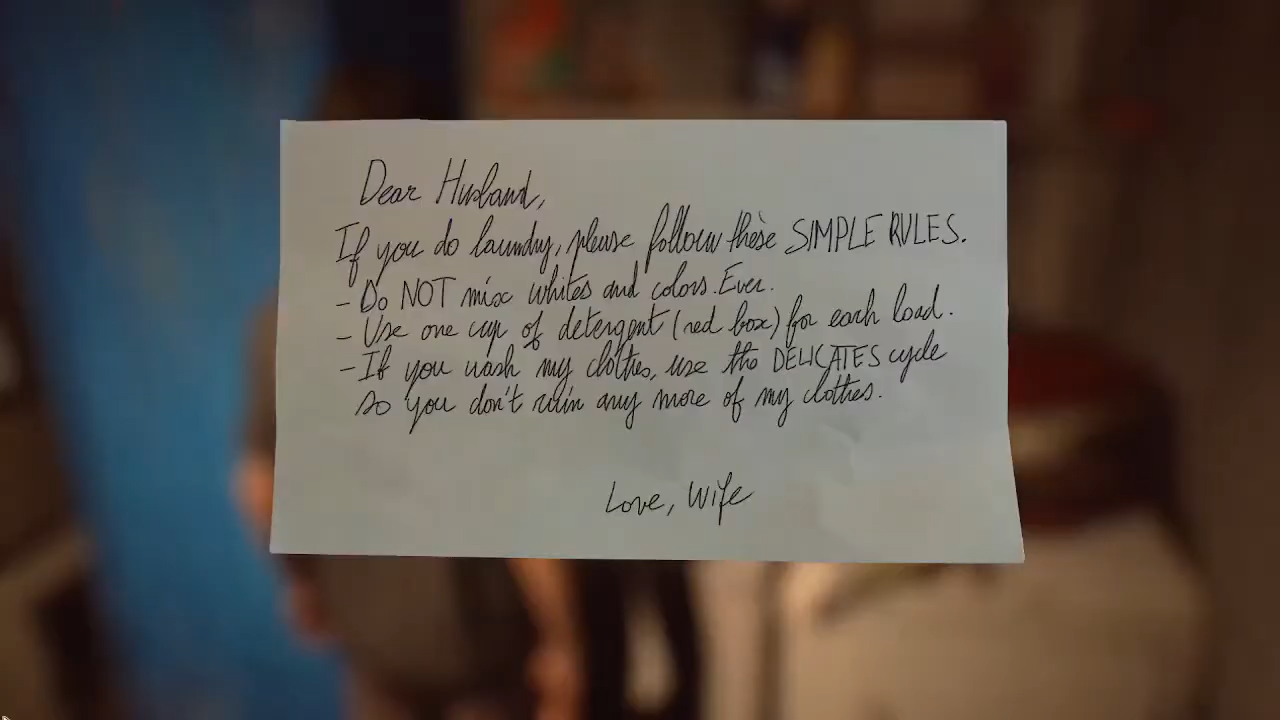 Dear Husband,
If you do laundry, please follow these SIMPLE RULES.
- Do NOT mix whites and colors. Ever.
- Use one cup of detergent (red box) for each load.
- If you wash my clothes, use the DELICATES cycle
so you don't ruin any more of my clothes.
Love, Wife